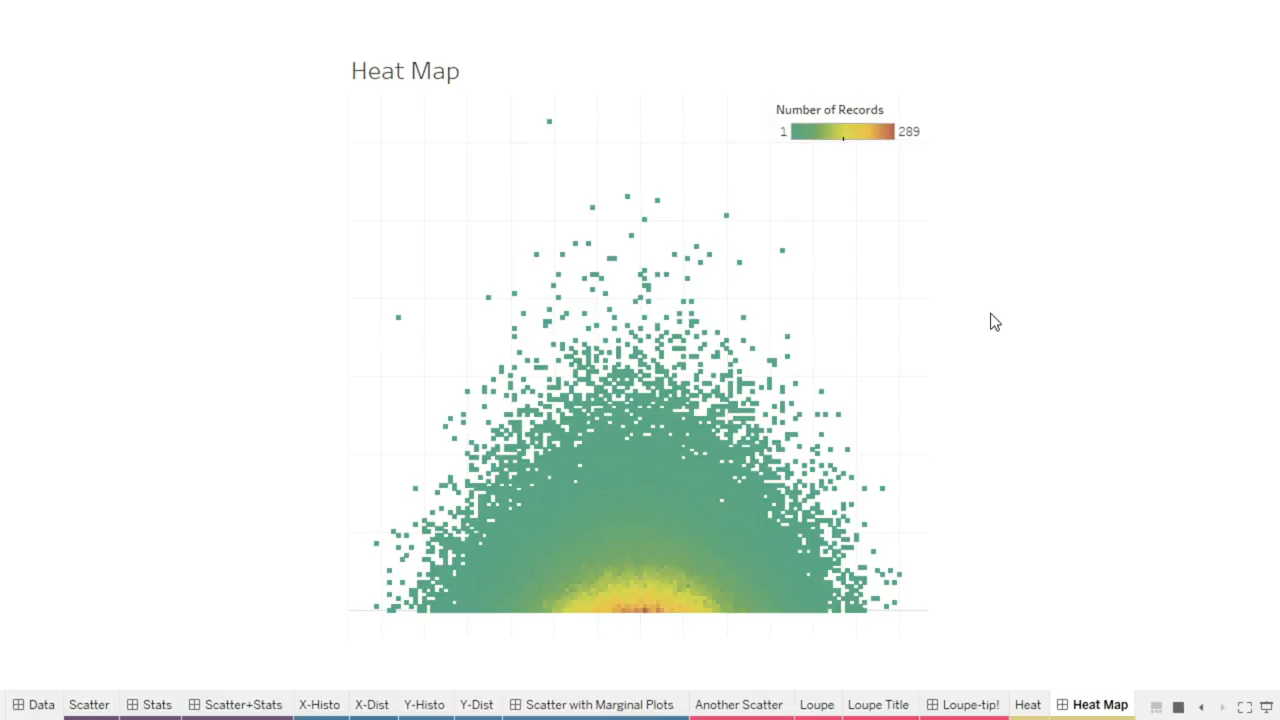 Heat Map
Number of Records
1 289
Data Scatter Stats Scatter+Stats X-Histo X-Dist Y-Histo Y-Dist Scatter with Marginal Plots Another Scatter Loupe Loupe Title Loupe-tip! Heat Heat Map